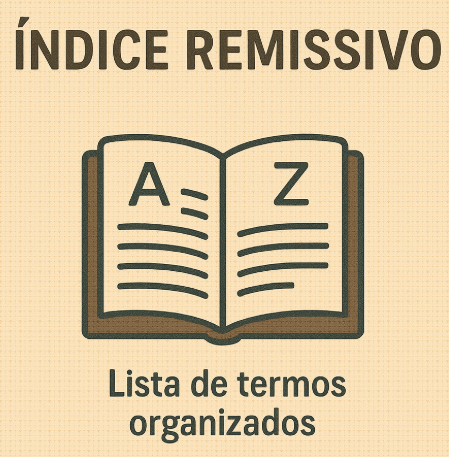 ÍNDICE REMISSIVO
A Z
Lista de termos
organizados